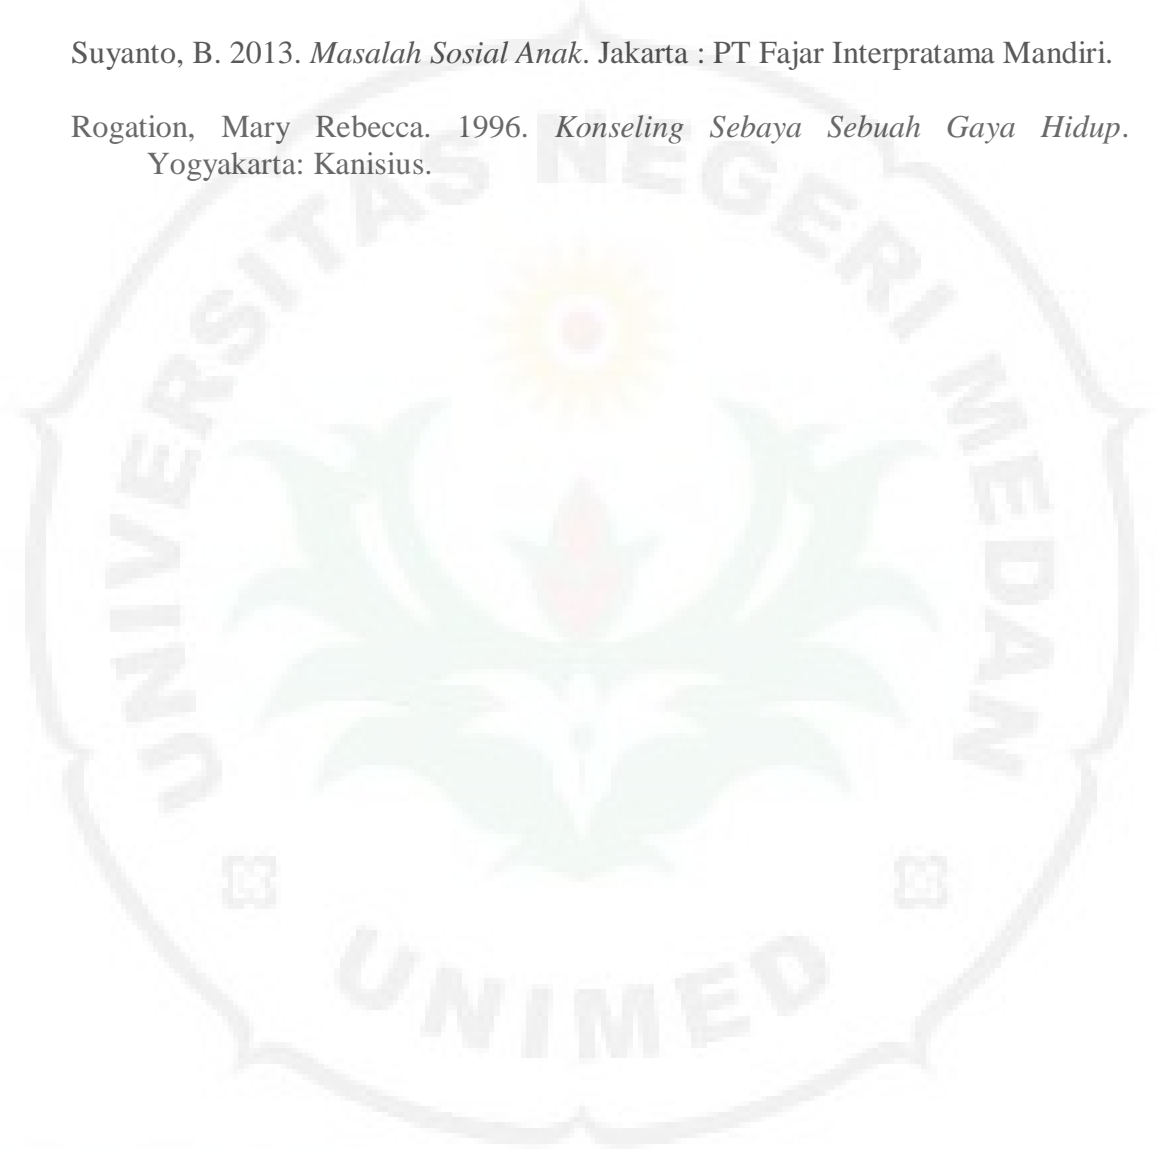 Suyanto, B. 2013. Masalah Sosial Anak. Jakarta : PT Fajar Interpratama Mandiri.
Rogation, Mary Rebecca. 1996. Konseling Sebaya Sebuah Gaya Hidup.
Yogyakarta: Kanisius.
UNIVERSITAS NEGERI MEDAN
UNIMED